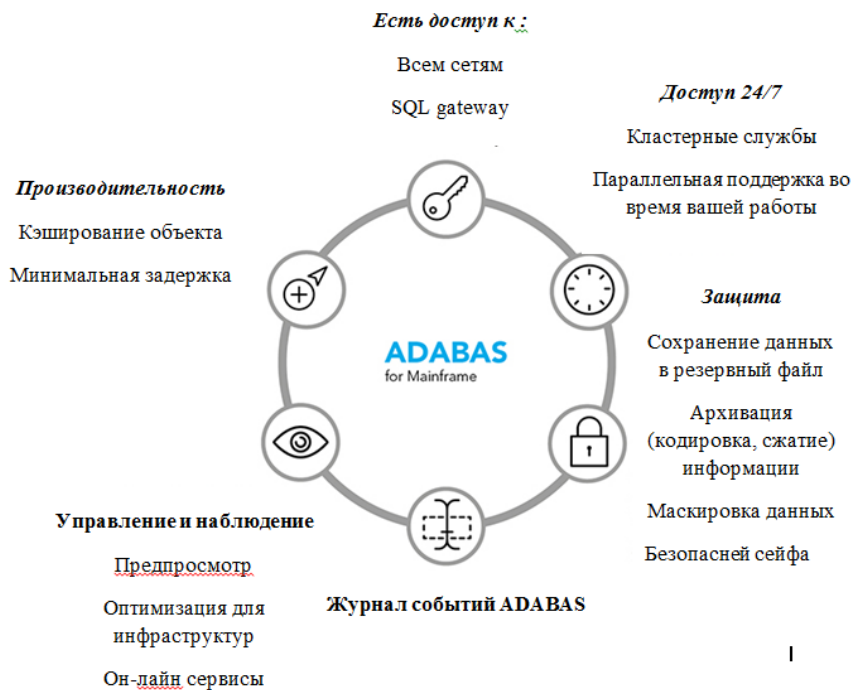 Есть доступ к :
Всем сетям
SQL gateway
Доступ 24/7
Кластерные службы
Параллельная поддержка во
время вашей работы
Производительность
Кэширование объекта
Минимальная задержка
Защита
Сохранение данных
в резервный файл
Архивация
(кодировка, сжатие)
информации
Маскировка данных
Безопасней сейфа
ADABAS
for Mainframe
Управление и наблюдение
Предпросмотр
Оптимизация для
инфраструктур
Он-лайн сервисы
Журнал событий ADABAS